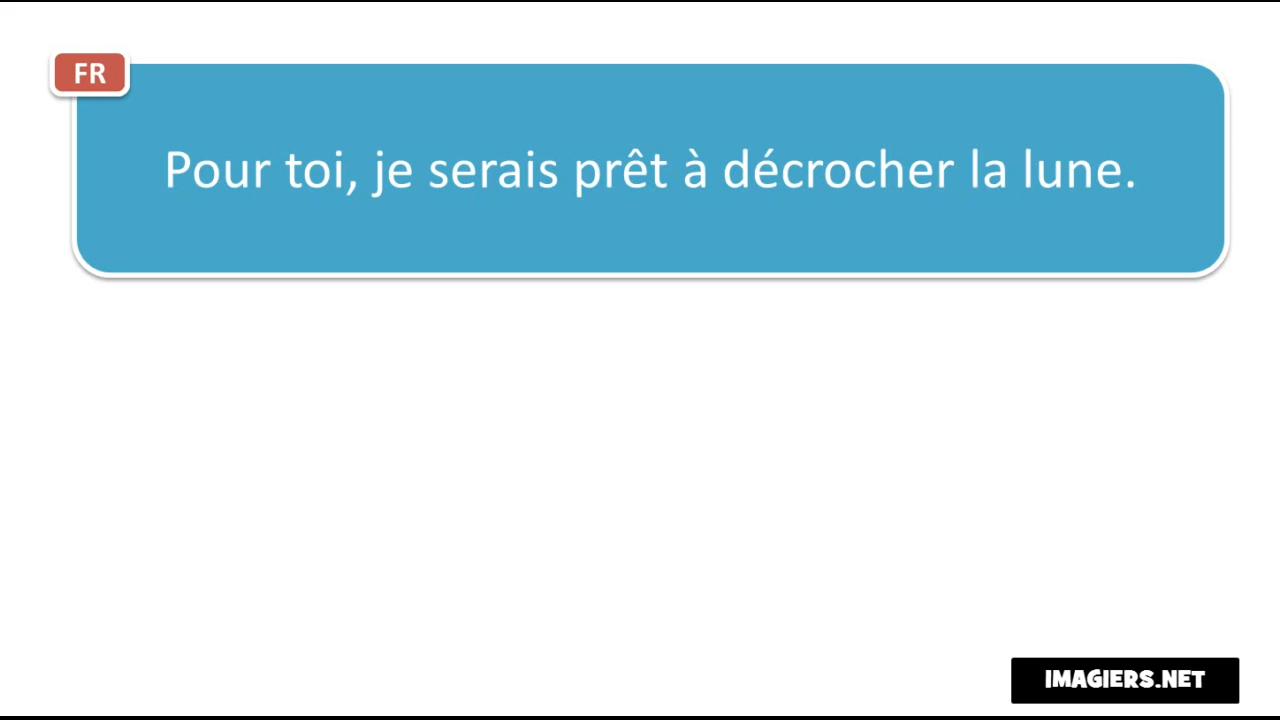 FR
Pour toi, je serais prêt à décrocher la lune.
IMAGIERS.NET